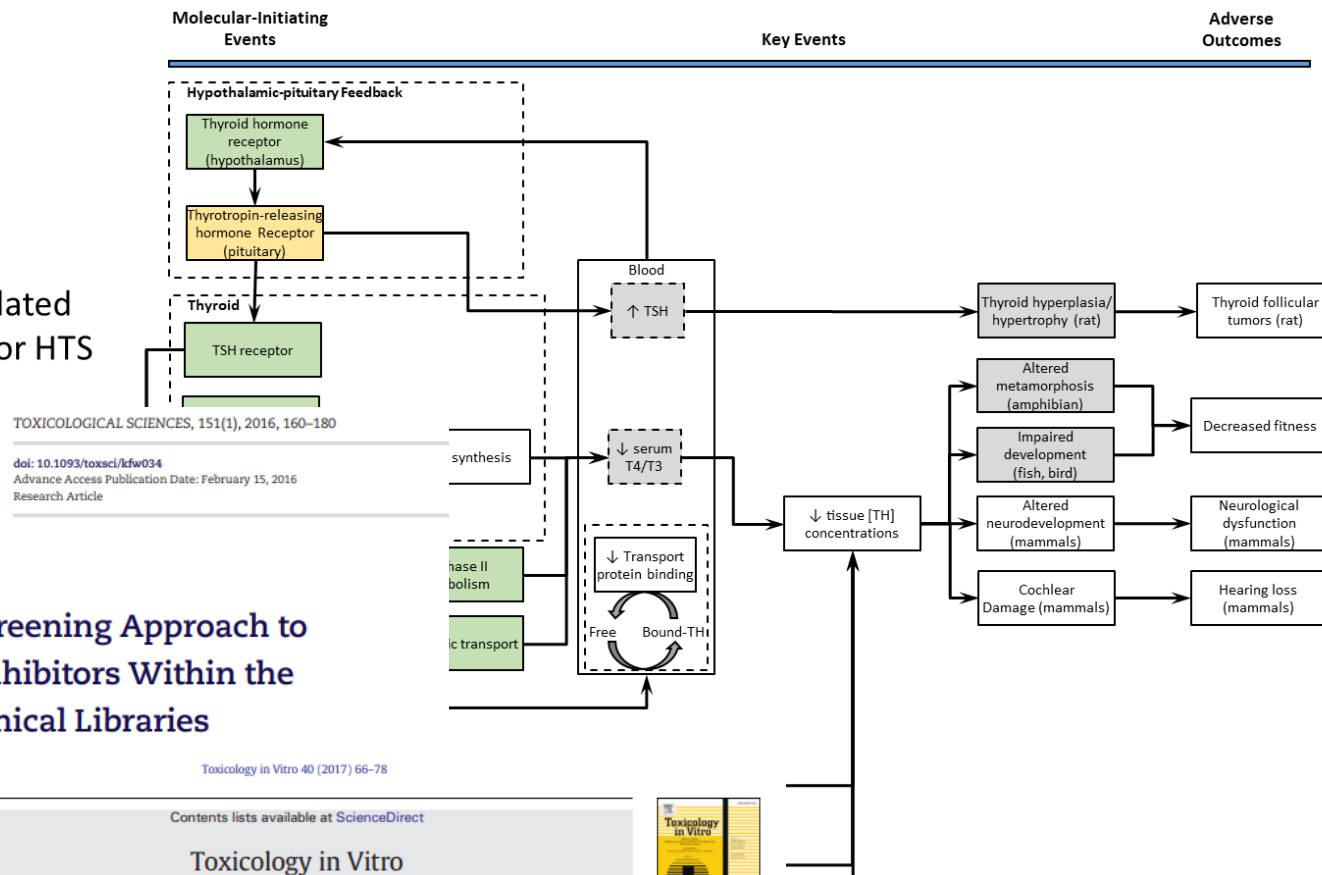 Molecular-Initiating
Events
Key Events
Adverse
Outcomes
Hypothalamic-pituitary Feedback
Thyroid hormone
receptor
(hypothalamus)
Thyrotropin-releasing
hormone Receptor
(pituitary)
Thyroid
TSH receptor
lated
or HTS
Blood
↑ TSH
↓ serum
T4/T3
↓ Transport
protein binding
Free
Bound-TH
synthesis
hase II
bolism
ic transport
↓ tissue [TH]
concentrations
Thyroid hyperplasia/
hypertrophy (rat)
Thyroid follicular
tumors (rat)
Altered
metamorphosis
(amphibian)
Impaired
development
(fish, bird)
Decreased fitness
Altered
neurodevelopment
(mammals)
Neurological
dysfunction
(mammals)
Cochlear
Damage (mammals)
Hearing loss
(mammals)
TOXICOLOGICAL SCIENCES, 151(1), 2016, 160–180
doi: 10.1093/toxsci/kfw034
Advance Access Publication Date: February 15, 2016
Research Article
reening Approach to
hibitors Within the
nical Libraries
Toxicology in Vitro 40 (2017) 66–78
Contents lists available at ScienceDirect
Toxicology in Vitro
Toxicology
in Vitro